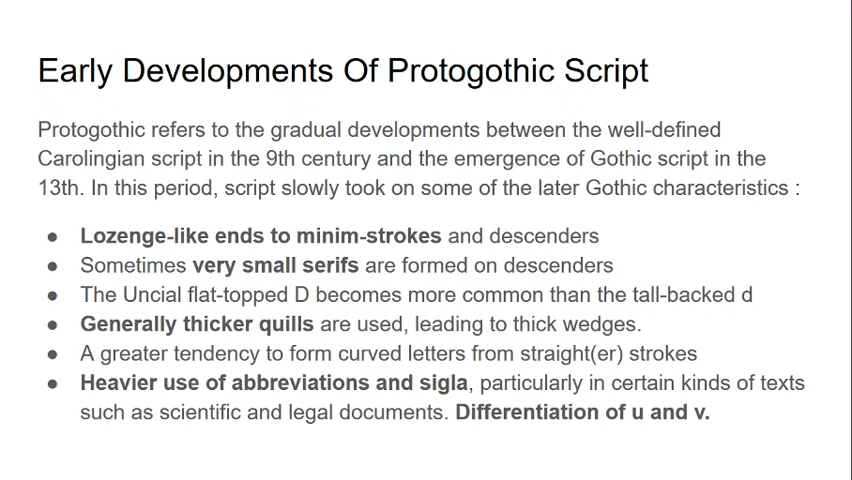 Early Developments Of Protogothic Script
Protogothic refers to the gradual developments between the well-defined
Carolingian script in the 9th century and the emergence of Gothic script in the
13th. In this period, script slowly took on some of the later Gothic characteristics :
● Lozenge-like ends to minim-strokes and descenders
● Sometimes very small serifs are formed on descenders
● The Uncial flat-topped D becomes more common than the tall-backed d
● Generally thicker quills are used, leading to thick wedges.
● A greater tendency to form curved letters from straight(er) strokes
● Heavier use of abbreviations and sigla, particularly in certain kinds of texts
such as scientific and legal documents. Differentiation of u and v.